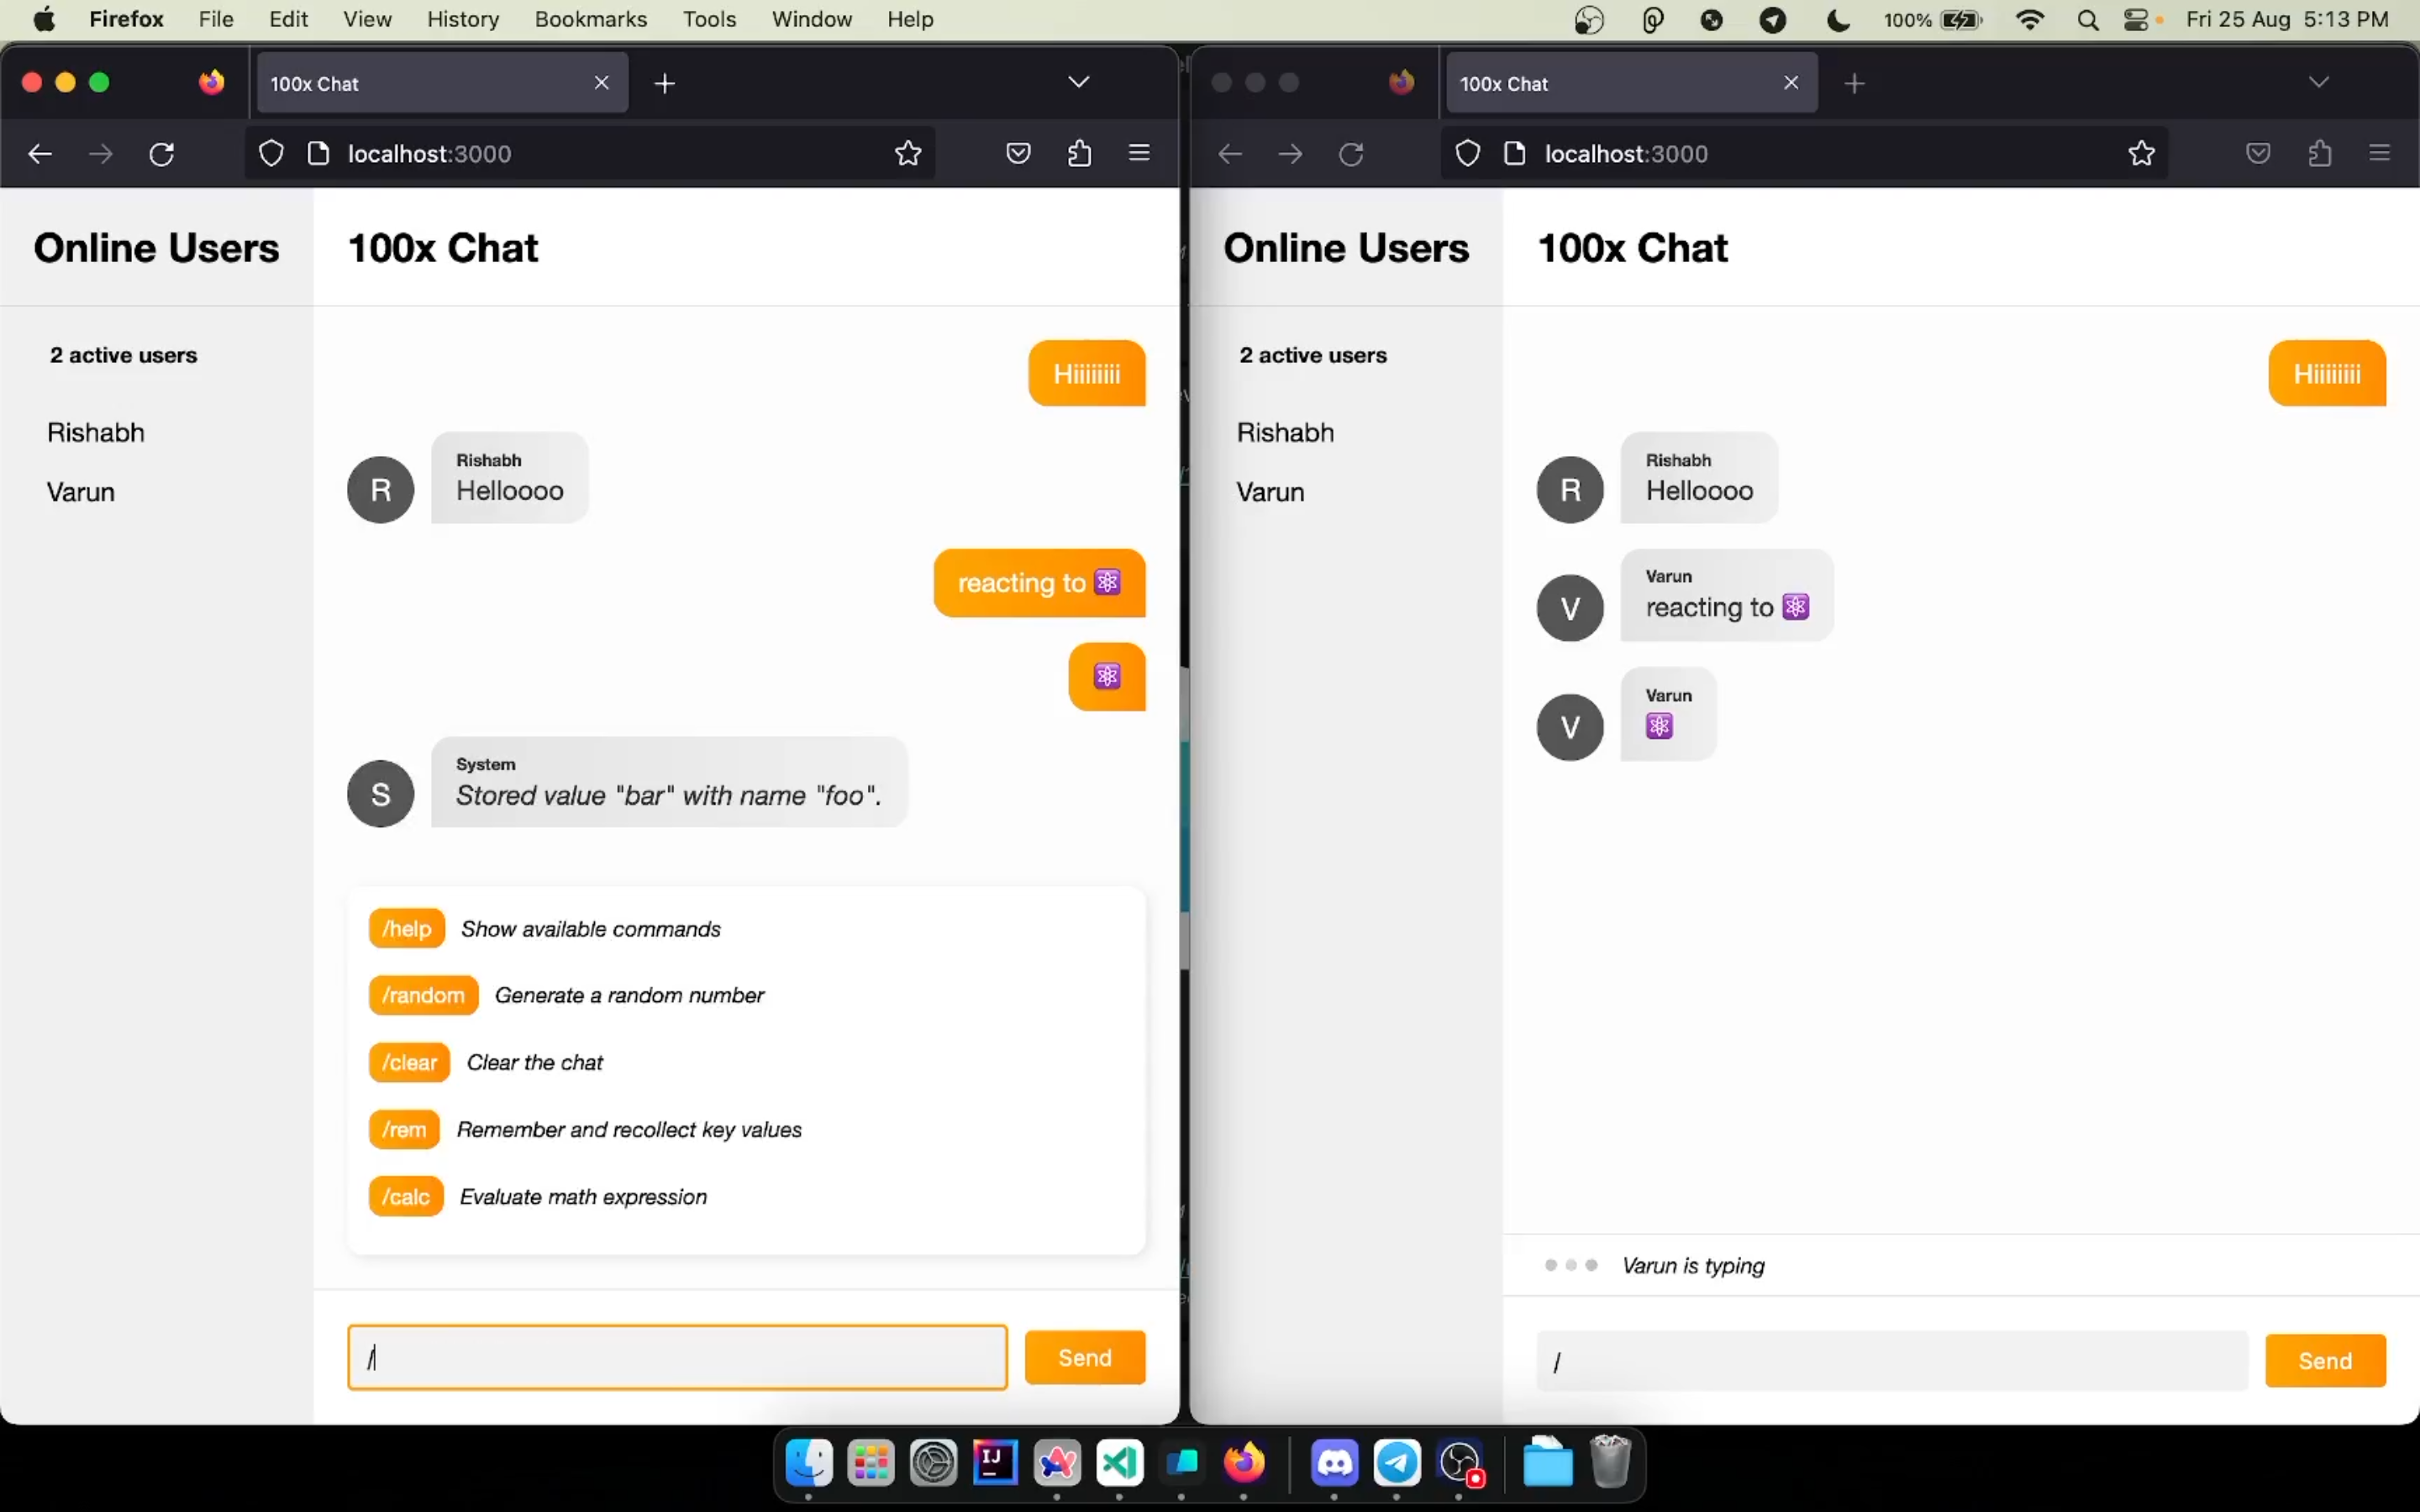 Firefox File Edit View History Bookmarks Tools Window Help 100% Fri 25 Aug 5:13 PM
100x Chat
localhost:3000
Online Users
100x Chat
2 active users
Rishabh
Varun
Hiiiiiiii
R
Rishabh
Helloooo
reacting to ⚛️
⚛️
S
System
Stored value "bar" with name "foo".
/help Show available commands
/random Generate a random number
/clear Clear the chat
/rem Remember and recollect key values
/calc Evaluate math expression
/
Send
100x Chat
localhost:3000
Online Users
100x Chat
2 active users
Rishabh
Varun
Hiiiiiiii
R
Rishabh
Helloooo
V
Varun
reacting to ⚛️
V
Varun
⚛️
Varun is typing
/
Send
IJ